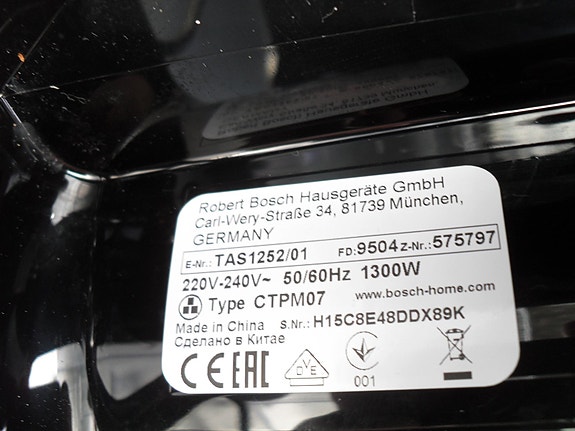 Robert Bosch Hausgeräte GmbH
Carl-Wery-Straße 34, 81739 München,
GERMANY
E-Nr.: TAS1252/01 FD:9504 Z-Nr.:575797
220V-240V~ 50/60Hz 1300W
Type CTPM07 www.bosch-home.com
Made in China S.Nr.: H15C8E48DDX89K
Сделано в Китае
CE EAC DVE 001